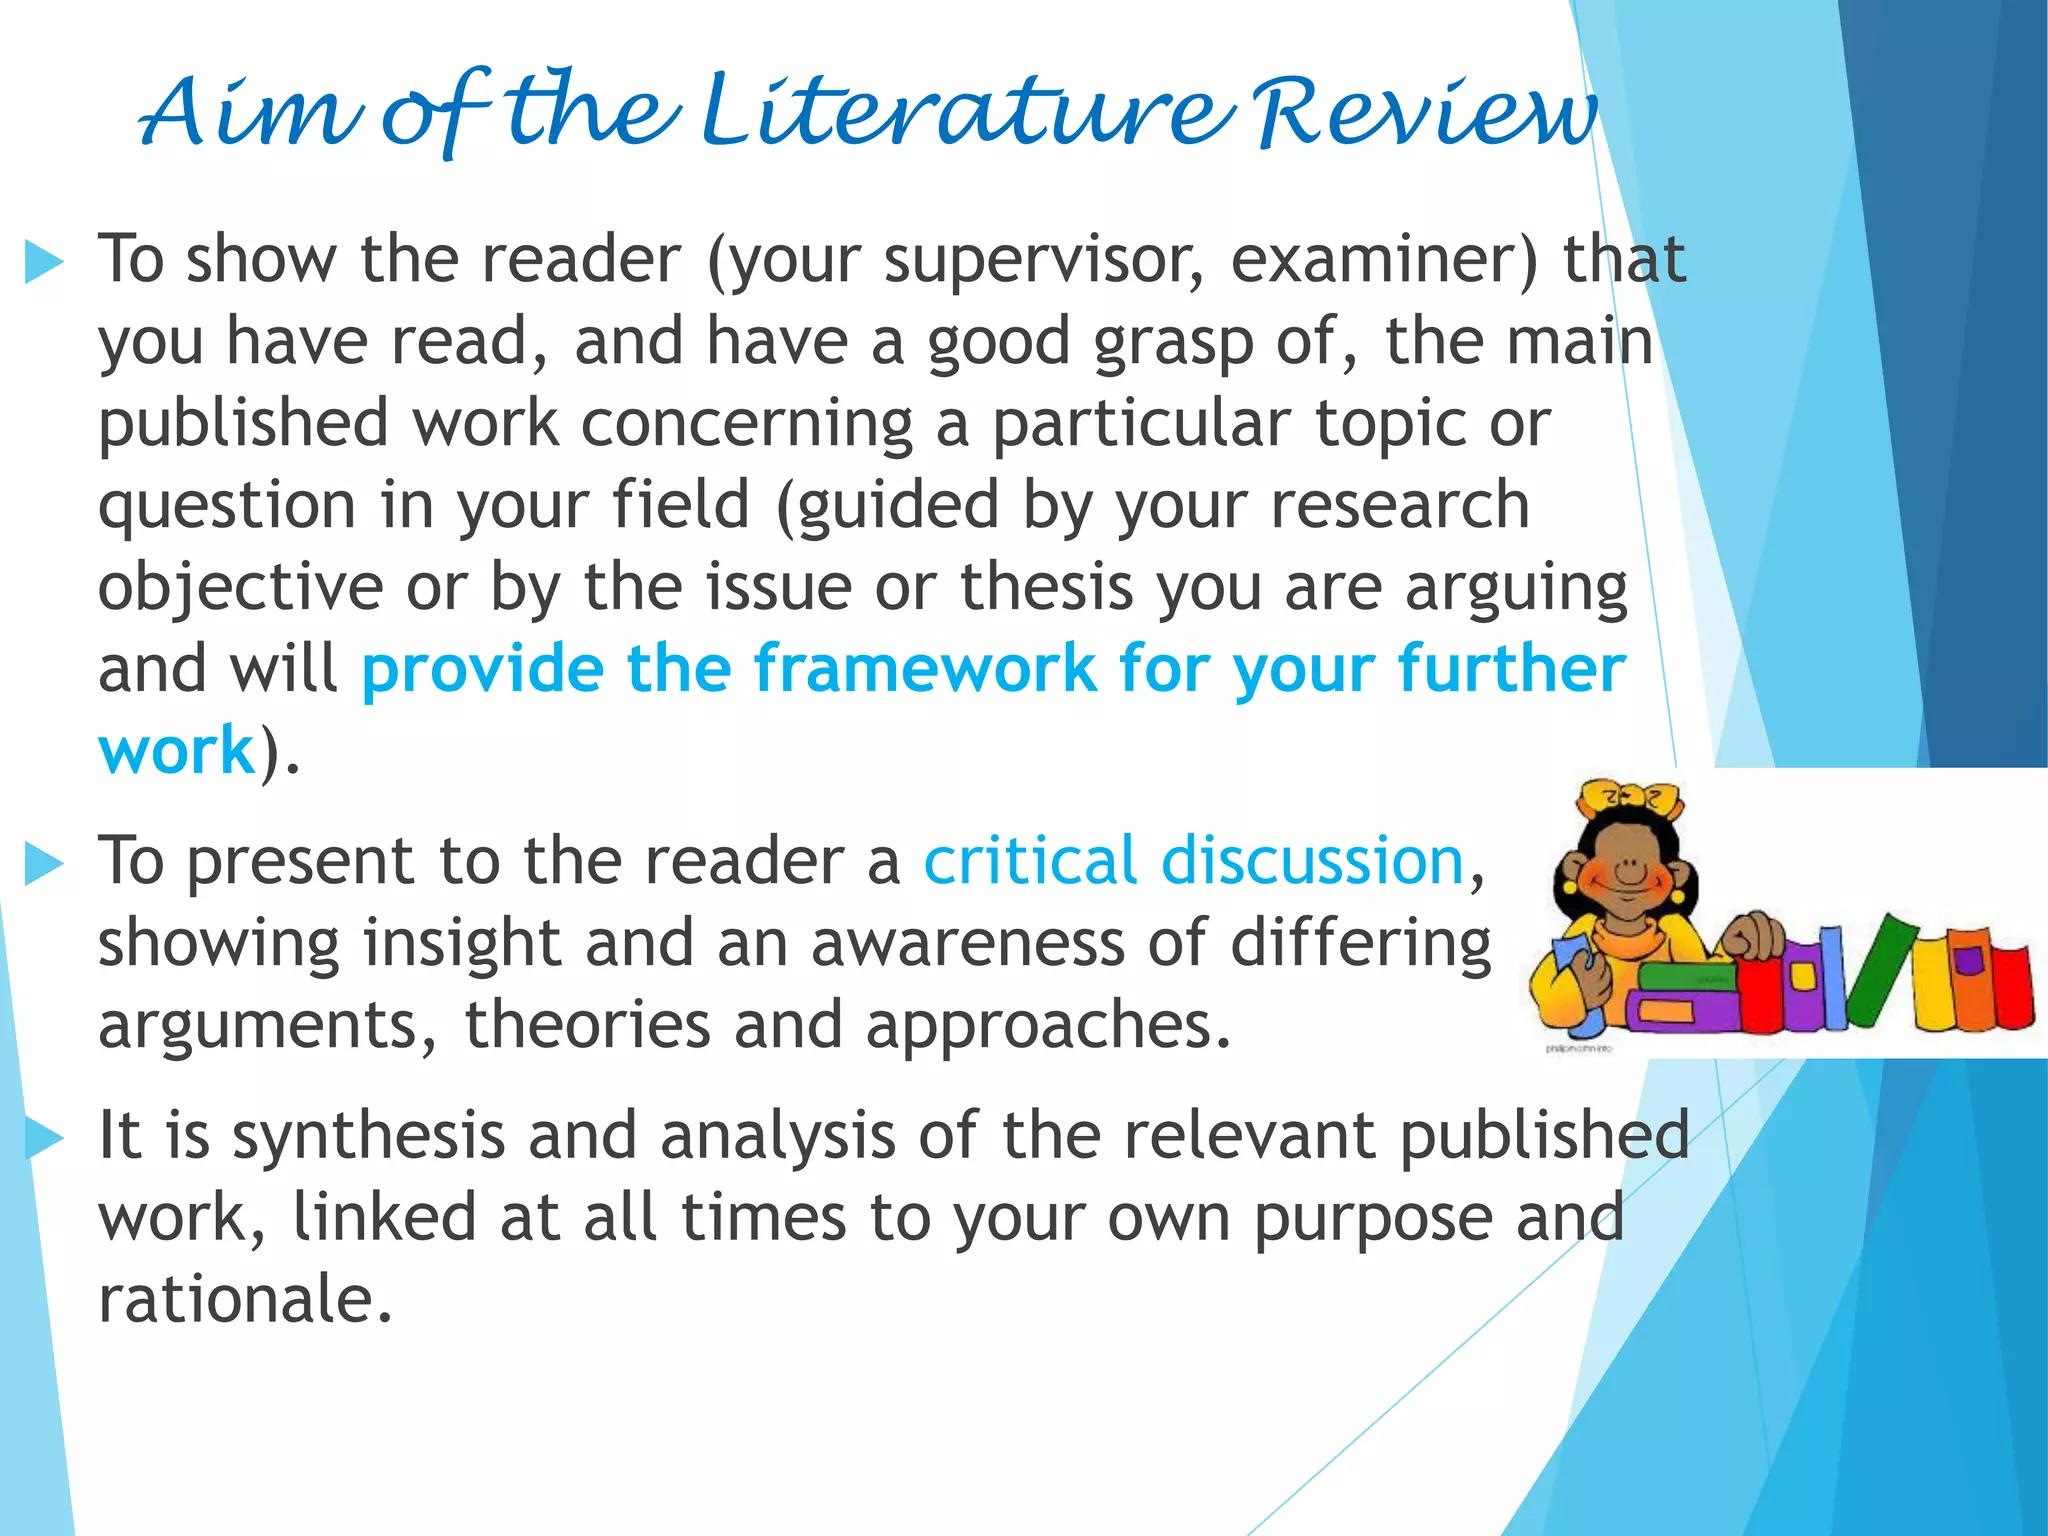 Aim of the Literature Review
To show the reader (your supervisor, examiner) that
you have read, and have a good grasp of, the main
published work concerning a particular topic or
question in your field (guided by your research
objective or by the issue or thesis you are arguing
and will provide the framework for your further
work).
To present to the reader a critical discussion,
showing insight and an awareness of differing
arguments, theories and approaches.
philipmartin.info
It is synthesis and analysis of the relevant published
work, linked at all times to your own purpose and
rationale.